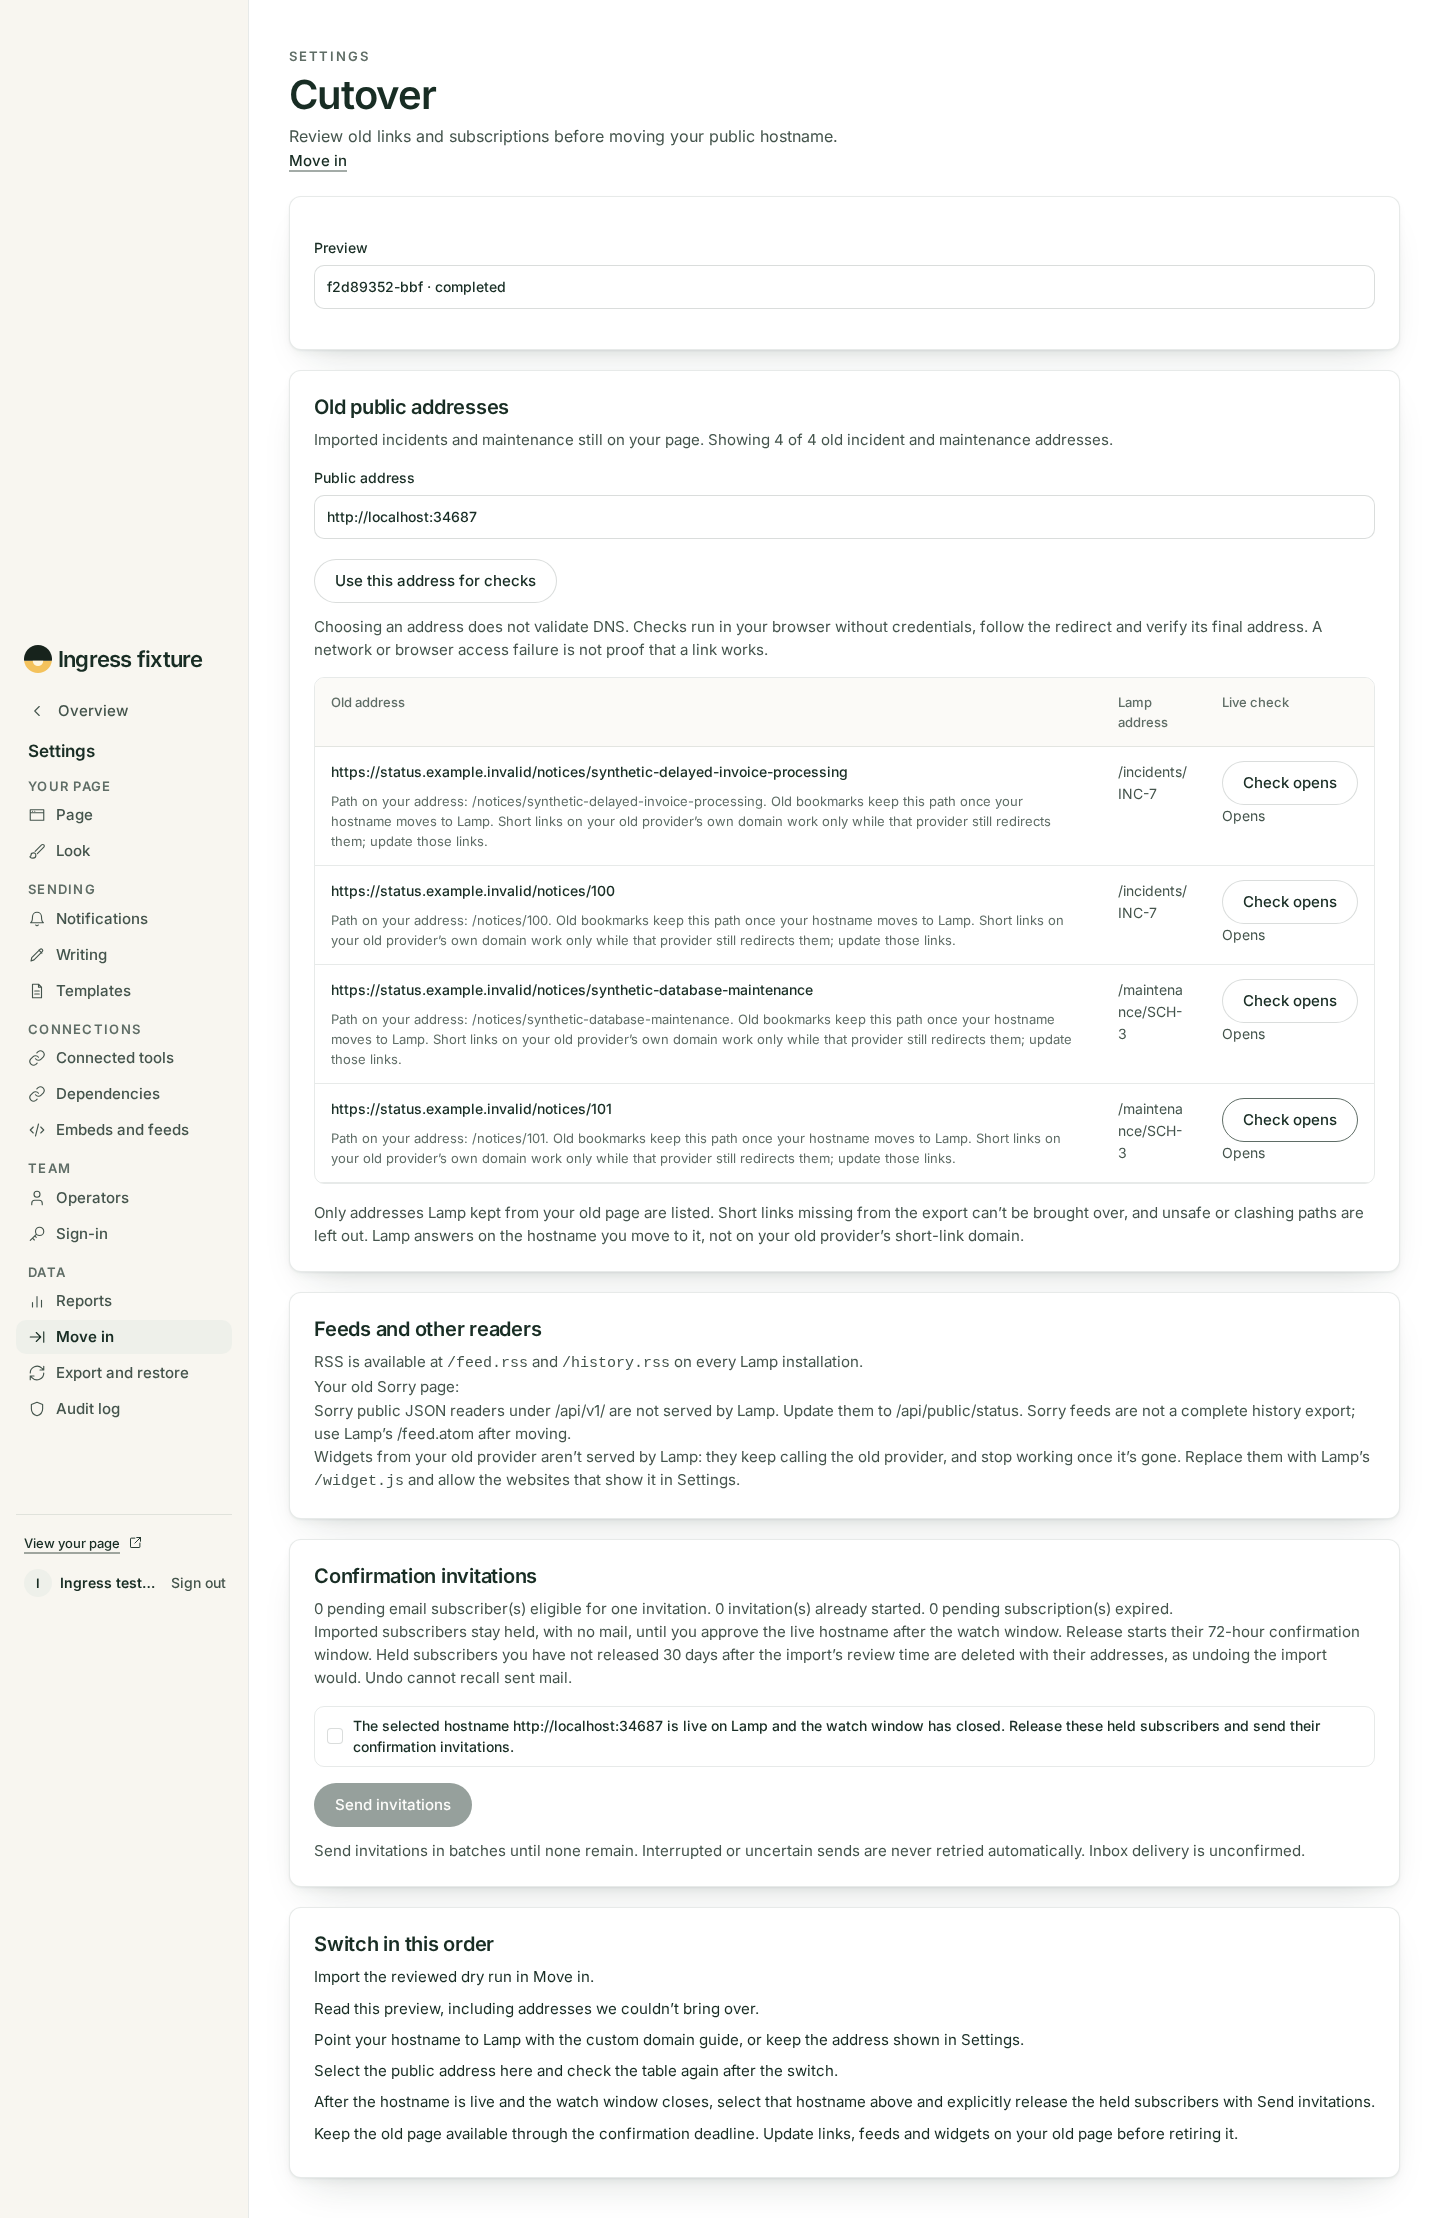 Ingress fixture
Overview
Settings
YOUR PAGE
Page
Look
SENDING
Notifications
Writing
Templates
CONNECTIONS
Connected tools
Dependencies
Embeds and feeds
TEAM
Operators
Sign-in
DATA
Reports
Move in
Export and restore
Audit log
View your page
I
Ingress test...
Sign out
SETTINGS
Cutover
Review old links and subscriptions before moving your public hostname.
Move in
Preview
f2d89352-bbf · completed
Old public addresses
Imported incidents and maintenance still on your page. Showing 4 of 4 old incident and maintenance addresses.
Public address
http://localhost:34687
Use this address for checks
Choosing an address does not validate DNS. Checks run in your browser without credentials, follow the redirect and verify its final address. A
network or browser access failure is not proof that a link works.
Old address
Lamp
address
Live check
https://status.example.invalid/notices/synthetic-delayed-invoice-processing
Path on your address: /notices/synthetic-delayed-invoice-processing. Old bookmarks keep this path once your
hostname moves to Lamp. Short links on your old provider’s own domain work only while that provider still redirects
them; update those links.
/incidents/
INC-7
Check opens
Opens
https://status.example.invalid/notices/100
Path on your address: /notices/100. Old bookmarks keep this path once your hostname moves to Lamp. Short links on
your old provider’s own domain work only while that provider still redirects them; update those links.
/incidents/
INC-7
Check opens
Opens
https://status.example.invalid/notices/synthetic-database-maintenance
Path on your address: /notices/synthetic-database-maintenance. Old bookmarks keep this path once your hostname
moves to Lamp. Short links on your old provider’s own domain work only while that provider still redirects them; update
those links.
/maintena
nce/SCH-
3
Check opens
Opens
https://status.example.invalid/notices/101
Path on your address: /notices/101. Old bookmarks keep this path once your hostname moves to Lamp. Short links on
your old provider’s own domain work only while that provider still redirects them; update those links.
/maintena
nce/SCH-
3
Check opens
Opens
Only addresses Lamp kept from your old page are listed. Short links missing from the export can’t be brought over, and unsafe or clashing paths are
left out. Lamp answers on the hostname you move to it, not on your old provider’s short-link domain.
Feeds and other readers
RSS is available at /feed.rss and /history.rss on every Lamp installation.
Your old Sorry page:
Sorry public JSON readers under /api/v1/ are not served by Lamp. Update them to /api/public/status. Sorry feeds are not a complete history export;
use Lamp’s /feed.atom after moving.
Widgets from your old provider aren’t served by Lamp: they keep calling the old provider, and stop working once it’s gone. Replace them with Lamp’s
/widget.js and allow the websites that show it in Settings.
Confirmation invitations
0 pending email subscriber(s) eligible for one invitation. 0 invitation(s) already started. 0 pending subscription(s) expired.
Imported subscribers stay held, with no mail, until you approve the live hostname after the watch window. Release starts their 72-hour confirmation
window. Held subscribers you have not released 30 days after the import’s review time are deleted with their addresses, as undoing the import
would. Undo cannot recall sent mail.
The selected hostname http://localhost:34687 is live on Lamp and the watch window has closed. Release these held subscribers and send their
confirmation invitations.
Send invitations
Send invitations in batches until none remain. Interrupted or uncertain sends are never retried automatically. Inbox delivery is unconfirmed.
Switch in this order
Import the reviewed dry run in Move in.
Read this preview, including addresses we couldn’t bring over.
Point your hostname to Lamp with the custom domain guide, or keep the address shown in Settings.
Select the public address here and check the table again after the switch.
After the hostname is live and the watch window closes, select that hostname above and explicitly release the held subscribers with Send invitations.
Keep the old page available through the confirmation deadline. Update links, feeds and widgets on your old page before retiring it.